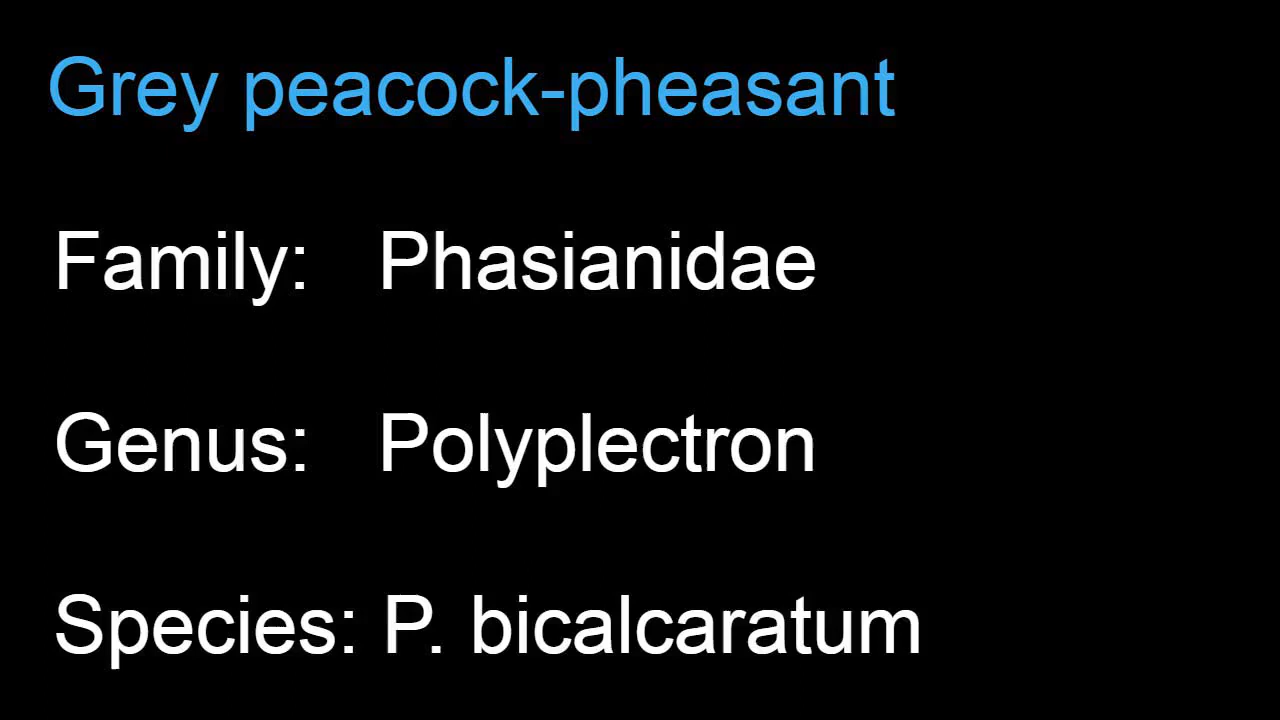 Grey peacock-pheasant
Family: Phasianidae
Genus: Polyplectron
Species: P. bicalcaratum